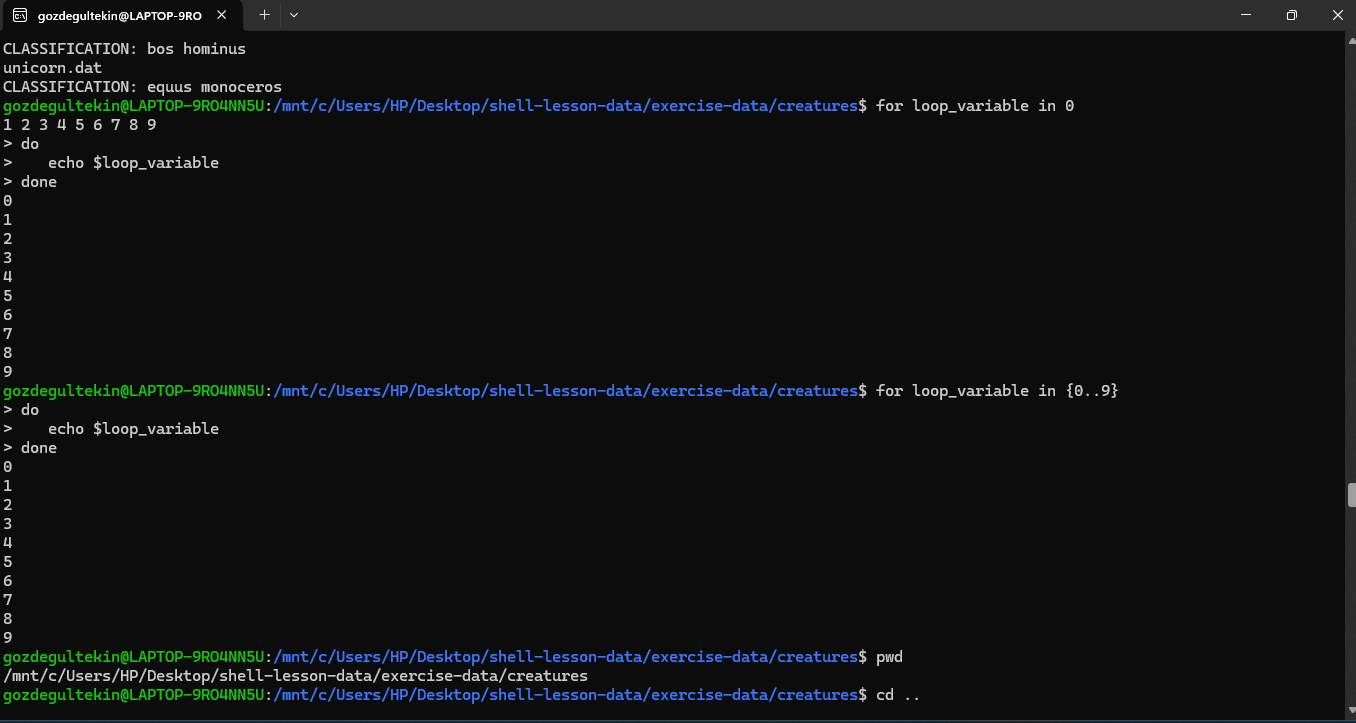 gozdegultekin@LAPTOP-9RO
CLASSIFICATION: bos hominus
unicorn.dat
CLASSIFICATION: equus monoceros
gozdegultekin@LAPTOP-9RO4NN5U:/mnt/c/Users/HP/Desktop/shell-lesson-data/exercise-data/creatures$ for loop_variable in 0
1 2 3 4 5 6 7 8 9
> do
>    echo $loop_variable
> done
0
1
2
3
4
5
6
7
8
9
gozdegultekin@LAPTOP-9RO4NN5U:/mnt/c/Users/HP/Desktop/shell-lesson-data/exercise-data/creatures$ for loop_variable in {0..9}
> do
>    echo $loop_variable
> done
0
1
2
3
4
5
6
7
8
9
gozdegultekin@LAPTOP-9RO4NN5U:/mnt/c/Users/HP/Desktop/shell-lesson-data/exercise-data/creatures$ pwd
/mnt/c/Users/HP/Desktop/shell-lesson-data/exercise-data/creatures
gozdegultekin@LAPTOP-9RO4NN5U:/mnt/c/Users/HP/Desktop/shell-lesson-data/exercise-data/creatures$ cd ..